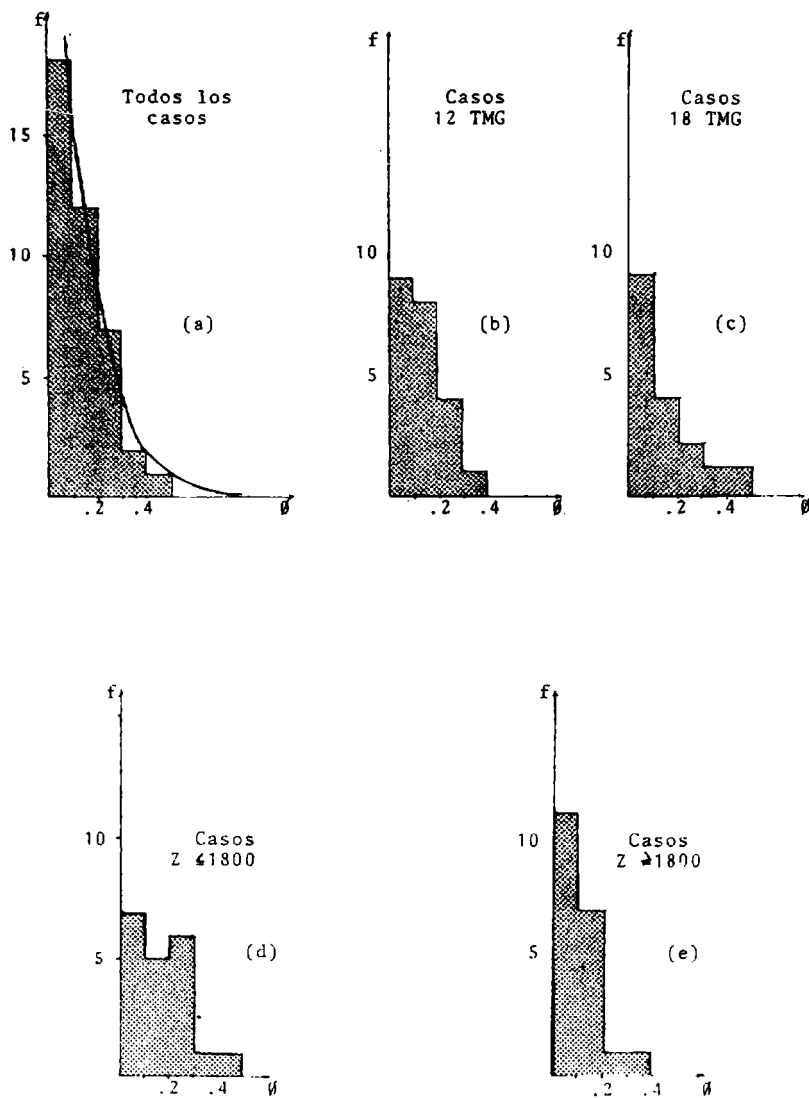 f
Todos los
casos
15
10
5
(a)
.2 .4 Ø
f
Casos
12 TMG
10
5
(b)
.2 .4 Ø
f
Casos
18 TMG
10
5
(c)
.2 .4 Ø
f
Casos
Z ≤1800
10
5
(d)
.2 .4 Ø
f
Casos
Z ≥1800
10
5
(e)
.2 .4 Ø